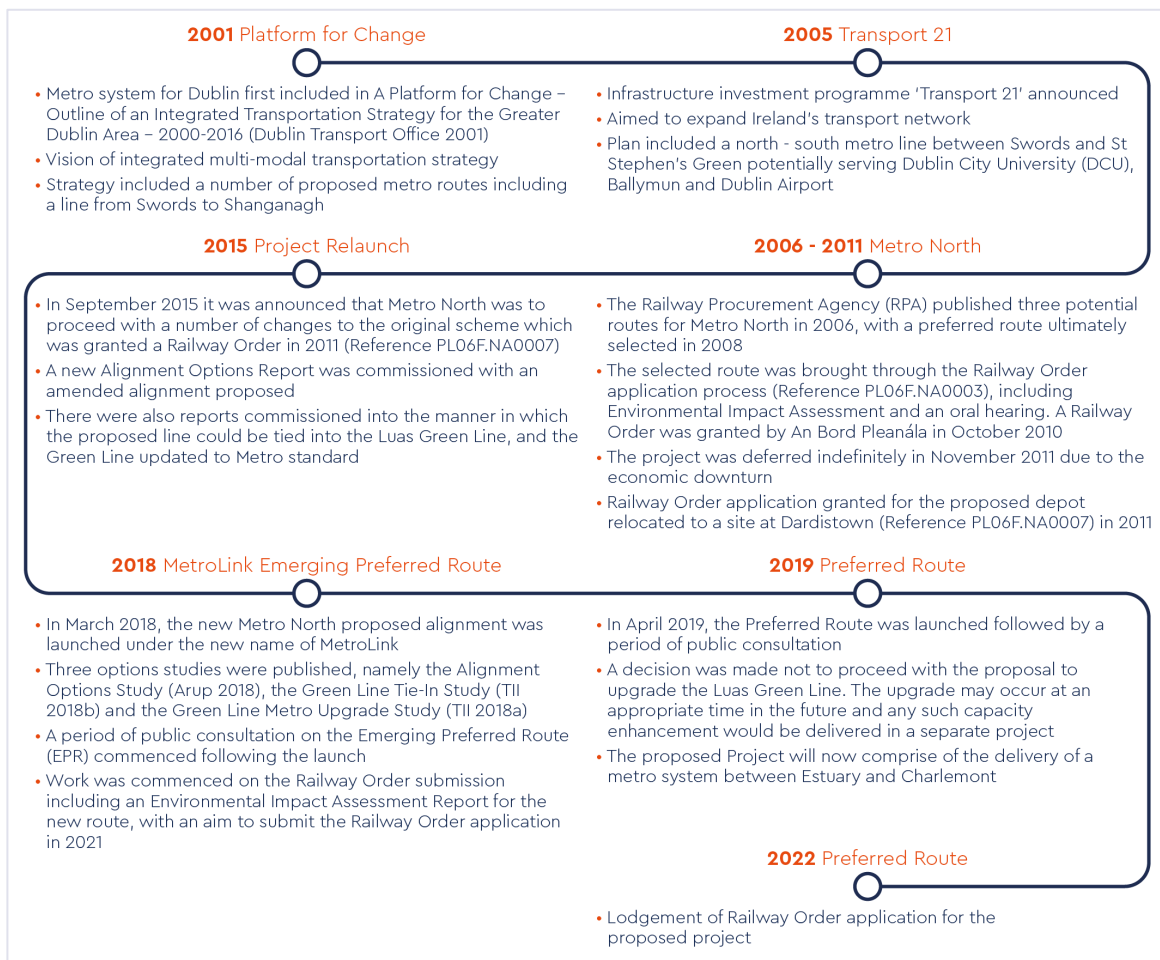 2001 Platform for Change
• Metro system for Dublin first included in A Platform for Change –
Outline of an Integrated Transportation Strategy for the Greater
Dublin Area – 2000-2016 (Dublin Transport Office 2001)
• Vision of integrated multi-modal transportation strategy
• Strategy included a number of proposed metro routes including
a line from Swords to Shanganagh
2005 Transport 21
• Infrastructure investment programme ‘Transport 21’ announced
• Aimed to expand Ireland’s transport network
• Plan included a north - south metro line between Swords and St
Stephen’s Green potentially serving Dublin City University (DCU),
Ballymun and Dublin Airport
2006 - 2011 Metro North
• The Railway Procurement Agency (RPA) published three potential
routes for Metro North in 2006, with a preferred route ultimately
selected in 2008
• The selected route was brought through the Railway Order
application process (Reference PL06F.NA0003), including
Environmental Impact Assessment and an oral hearing. A Railway
Order was granted by An Bord Pleanála in October 2010
• The project was deferred indefinitely in November 2011 due to the
economic downturn
• Railway Order application granted for the proposed depot
relocated to a site at Dardistown (Reference PL06F.NA0007) in 2011
2015 Project Relaunch
• In September 2015 it was announced that Metro North was to
proceed with a number of changes to the original scheme which
was granted a Railway Order in 2011 (Reference PL06F.NA0007)
• A new Alignment Options Report was commissioned with an
amended alignment proposed
• There were also reports commissioned into the manner in which
the proposed line could be tied into the Luas Green Line, and the
Green Line updated to Metro standard
2018 MetroLink Emerging Preferred Route
• In March 2018, the new Metro North proposed alignment was
launched under the new name of MetroLink
• Three options studies were published, namely the Alignment
Options Study (Arup 2018), the Green Line Tie-In Study (TII
2018b) and the Green Line Metro Upgrade Study (TII 2018a)
• A period of public consultation on the Emerging Preferred Route
(EPR) commenced following the launch
• Work was commenced on the Railway Order submission
including an Environmental Impact Assessment Report for the
new route, with an aim to submit the Railway Order application
in 2021
2019 Preferred Route
• In April 2019, the Preferred Route was launched followed by a
period of public consultation
• A decision was made not to proceed with the proposal to
upgrade the Luas Green Line. The upgrade may occur at an
appropriate time in the future and any such capacity
enhancement would be delivered in a separate project
• The proposed Project will now comprise of the delivery of a
metro system between Estuary and Charlemont
2022 Preferred Route
• Lodgement of Railway Order application for the
proposed project